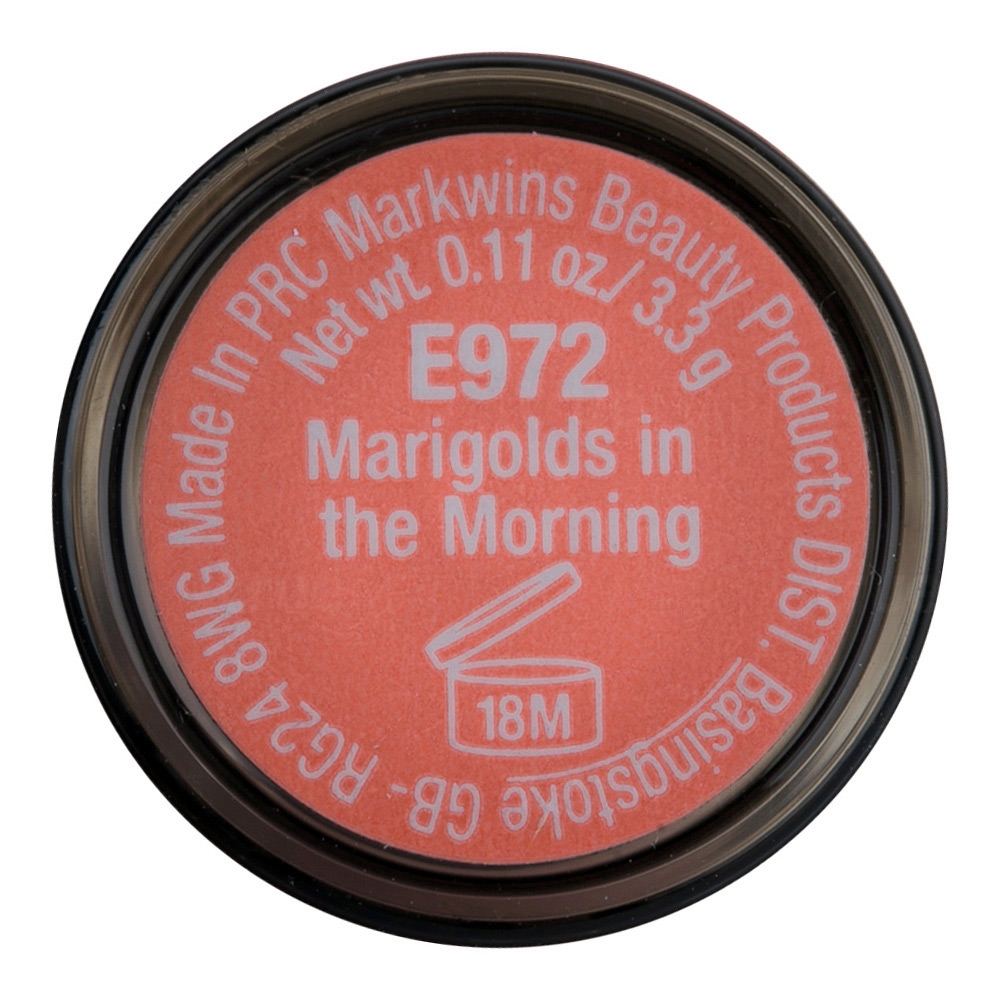 Made In PRC Markwins Beauty Products DIST. Basingstoke GB- RG24 8WG
Net wt. 0.11 oz./ 3.3 g
E972
Marigolds in
the Morning
18M